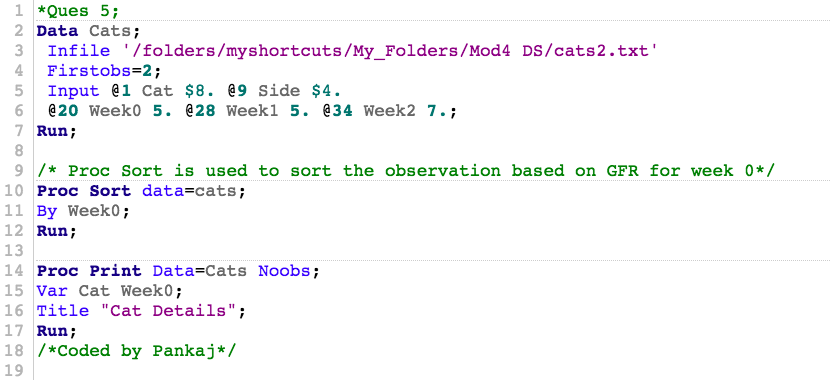 1 *Ques 5;
2 Data Cats;
3 Infile '/folders/myshortcuts/My_Folders/Mod4 DS/cats2.txt'
4 Firstobs=2;
5 Input @1 Cat $8. @9 Side $4.
6 @20 Week0 5. @28 Week1 5. @34 Week2 7.;
7 Run;
8
9 /* Proc Sort is used to sort the observation based on GFR for week 0*/
10 Proc Sort data=cats;
11 By Week0;
12 Run;
13
14 Proc Print Data=Cats Noobs;
15 Var Cat Week0;
16 Title "Cat Details";
17 Run;
18 /*Coded by Pankaj*/
19